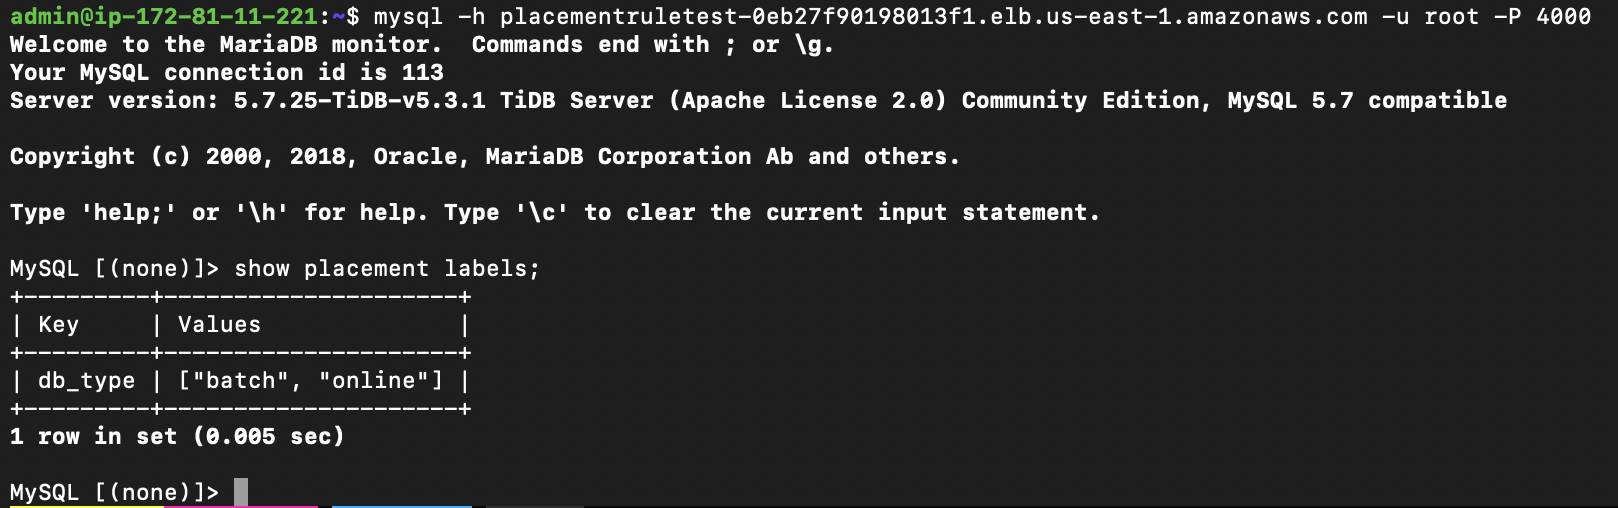 admin@ip-172-81-11-221:~$ mysql -h placementruletest-0eb27f90198013f1.elb.us-east-1.amazonaws.com -u root -P 4000
Welcome to the MariaDB monitor.  Commands end with ; or \g.
Your MySQL connection id is 113
Server version: 5.7.25-TiDB-v5.3.1 TiDB Server (Apache License 2.0) Community Edition, MySQL 5.7 compatible

Copyright (c) 2000, 2018, Oracle, MariaDB Corporation Ab and others.

Type 'help;' or '\h' for help. Type '\c' to clear the current input statement.

MySQL [(none)]> show placement labels;
+---------+---------------------+
| Key     | Values              |
+---------+---------------------+
| db_type | ["batch", "online"] |
+---------+---------------------+
1 row in set (0.005 sec)

MySQL [(none)]>